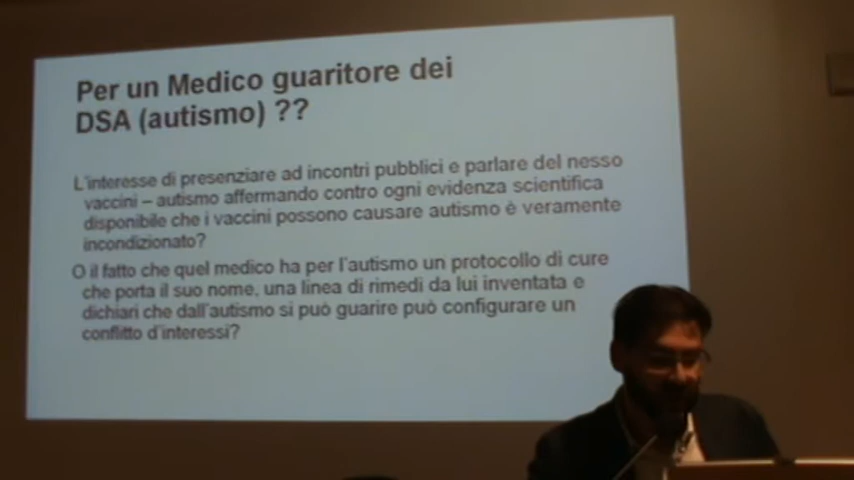 Per un Medico guaritore dei
DSA (autismo) ??
L'interesse di presenziare ad incontri pubblici e parlare del nesso
vaccini – autismo affermando contro ogni evidenza scientifica
disponibile che i vaccini possono causare autismo è veramente
incondizionato?
O il fatto che quel medico ha per l'autismo un protocollo di cure
che porta il suo nome, una linea di rimedi da lui inventata e
dichiari che dall'autismo si può guarire può configurare un
conflitto d'interessi?